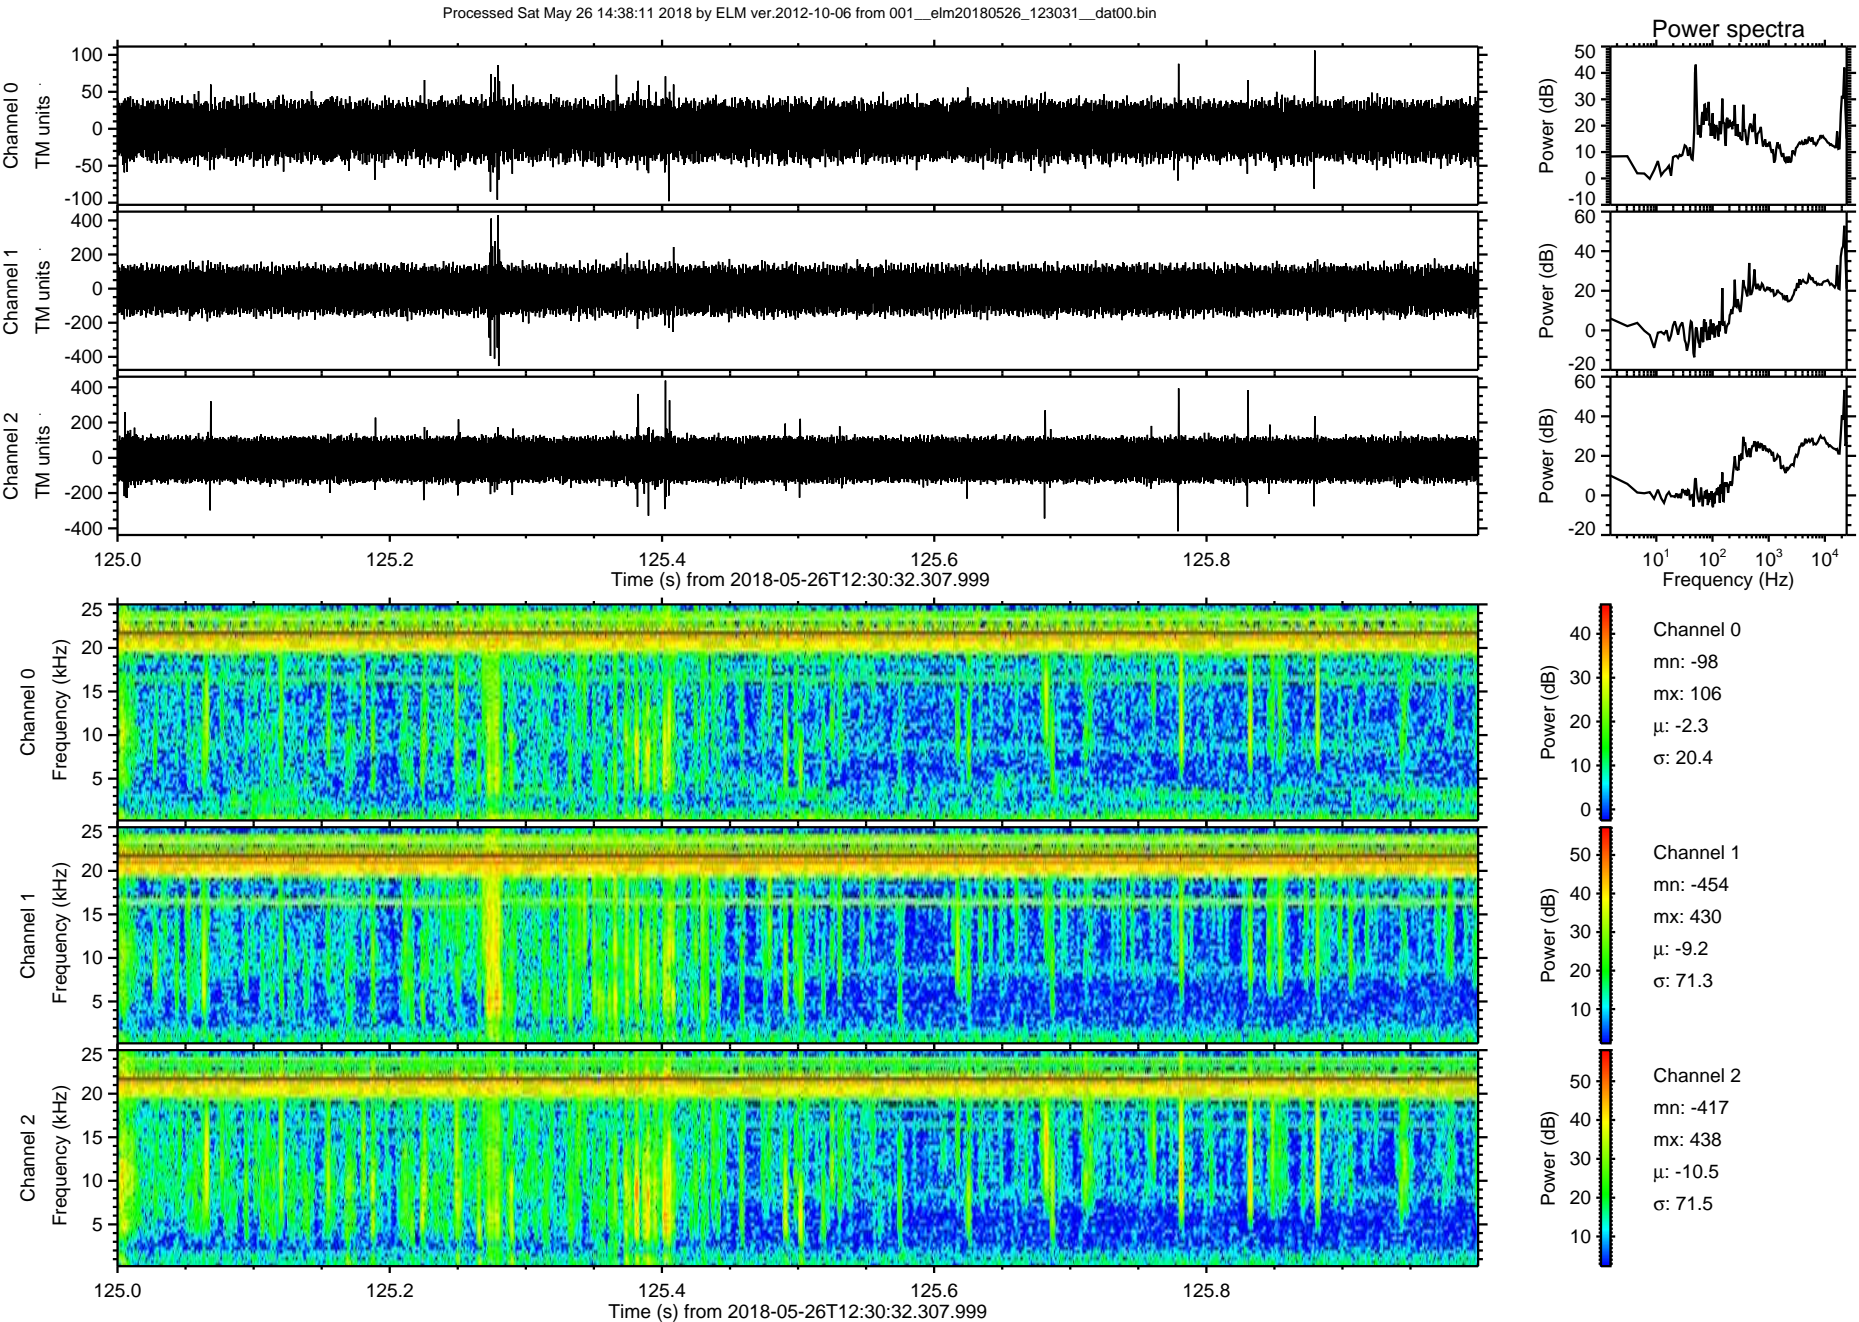 Processed Sat May 26 14:38:11 2018 by ELM ver.2012-10-06 from 001__elm20180526_123031__dat00.bin
Power spectra
Channel 0
TM units
100
50
0
-50
-100
Power (dB)
50
40
30
20
10
0
-10
Channel 1
TM units
400
200
0
-200
-400
Power (dB)
60
40
20
0
-20
Channel 2
TM units
400
200
0
-200
-400
Power (dB)
60
40
20
0
-20
125.0 125.2 125.4 125.6 125.8
Time (s) from 2018-05-26T12:30:32.307.999
10¹ 10² 10³ 10⁴
Frequency (Hz)
Channel 0
Frequency (kHz)
25
20
15
10
5
Power (dB)
40
30
20
10
0
Channel 0
mn: -98
mx: 106
μ: -2.3
σ: 20.4
Channel 1
Frequency (kHz)
25
20
15
10
5
Power (dB)
50
40
30
20
10
Channel 1
mn: -454
mx: 430
μ: -9.2
σ: 71.3
Channel 2
Frequency (kHz)
25
20
15
10
5
Power (dB)
50
40
30
20
10
Channel 2
mn: -417
mx: 438
μ: -10.5
σ: 71.5
125.0 125.2 125.4 125.6 125.8
Time (s) from 2018-05-26T12:30:32.307.999